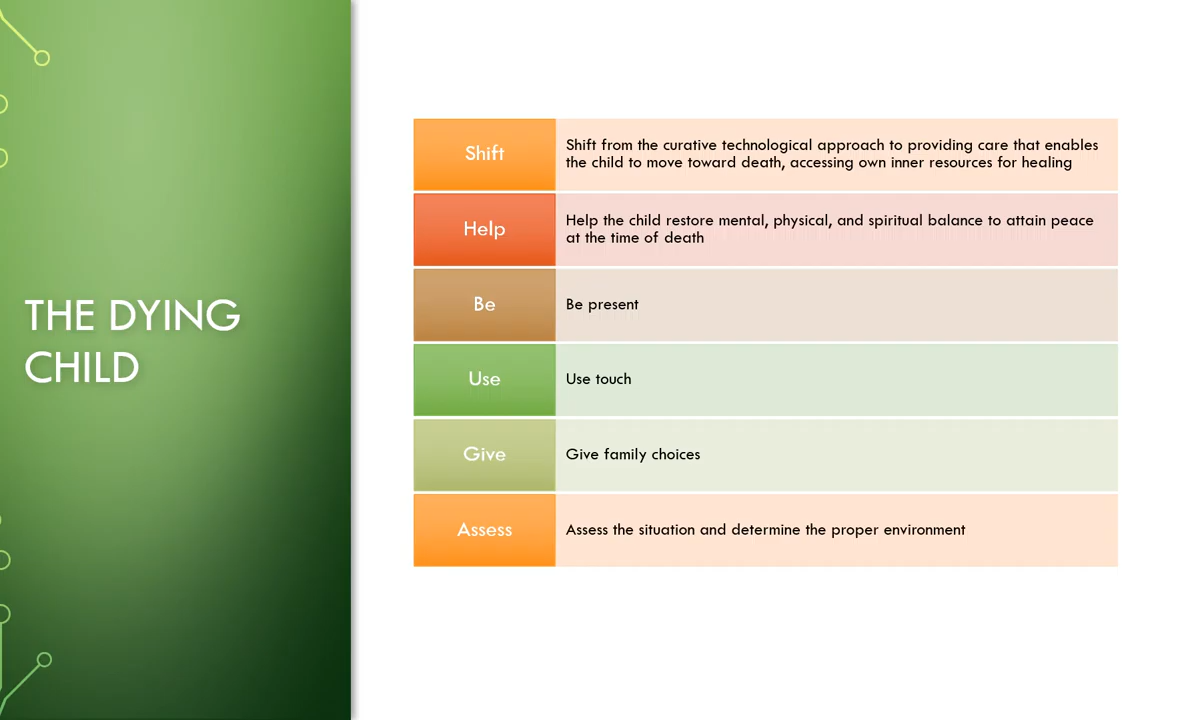 THE DYING
CHILD
Shift
Shift from the curative technological approach to providing care that enables
the child to move toward death, accessing own inner resources for healing
Help
Help the child restore mental, physical, and spiritual balance to attain peace
at the time of death
Be
Be present
Use
Use touch
Give
Give family choices
Assess
Assess the situation and determine the proper environment